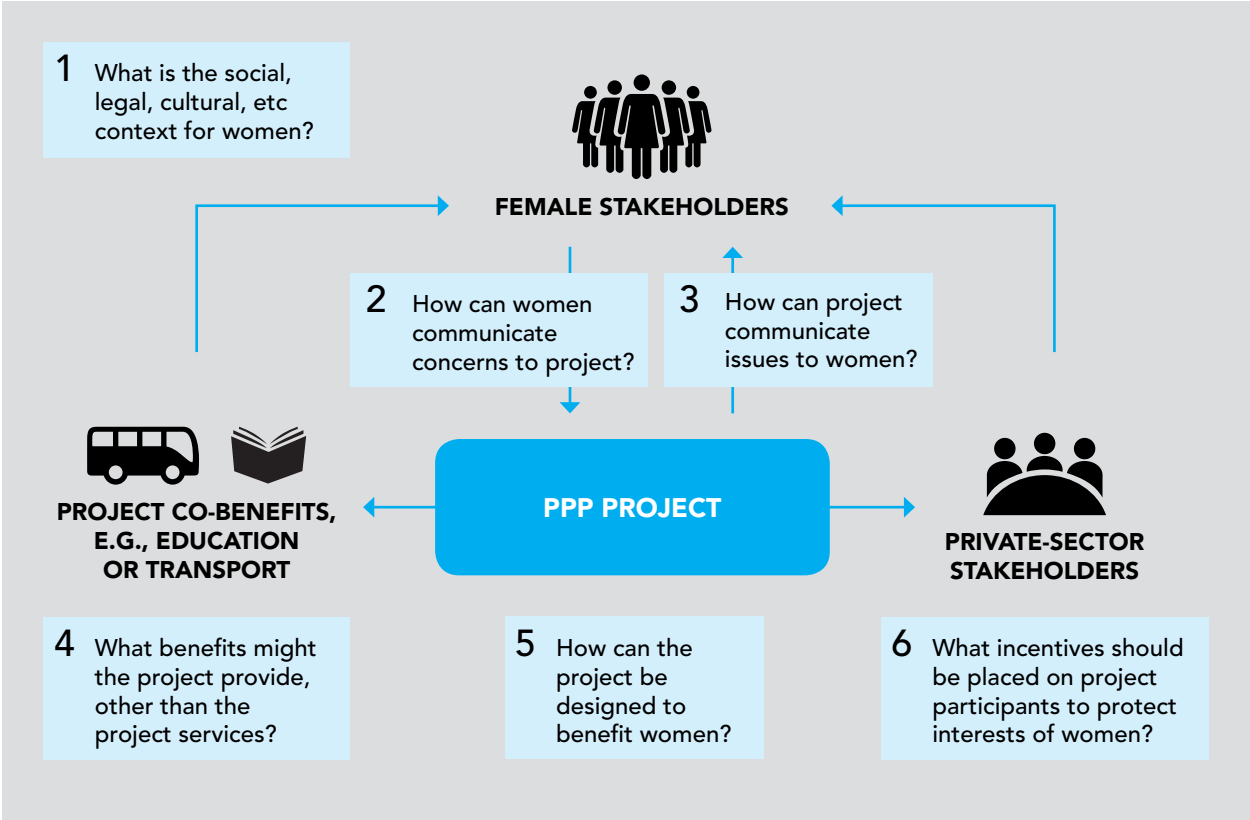 1 What is the social,
legal, cultural, etc
context for women?
FEMALE STAKEHOLDERS
2 How can women
communicate
concerns to project?
3 How can project
communicate
issues to women?
PROJECT CO-BENEFITS,
E.G., EDUCATION
OR TRANSPORT
PPP PROJECT
PRIVATE-SECTOR
STAKEHOLDERS
4 What benefits might
the project provide,
other than the
project services?
5 How can the
project be
designed to
benefit women?
6 What incentives should
be placed on project
participants to protect
interests of women?